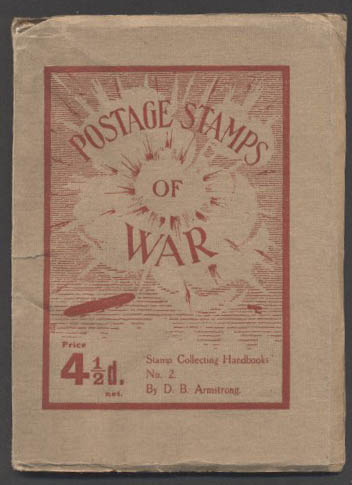 POSTAGE STAMPS
OF
WAR
Price
4½d.
net.
Stamp Collecting Handbooks
No. 2.
By D. B. Armstrong.